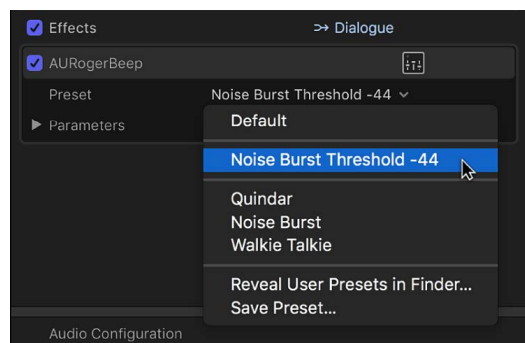 Effects
Dialogue
AURogerBeep
Preset
Noise Burst Threshold -44
Parameters
Default
Noise Burst Threshold -44
Quindar
Noise Burst
Walkie Talkie
Reveal User Presets in Finder...
Save Preset...
Audio Configuration